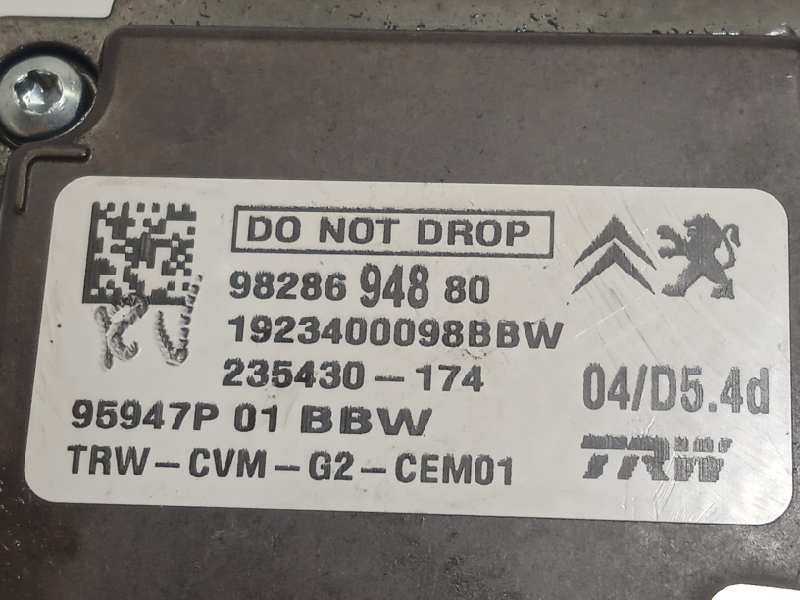 DO NOT DROP
98286 948 80
1923400098BBW
235430-174
04/D5.4d
95947P 01 BBW
TRW
TRW-CVM-G2-CEM01